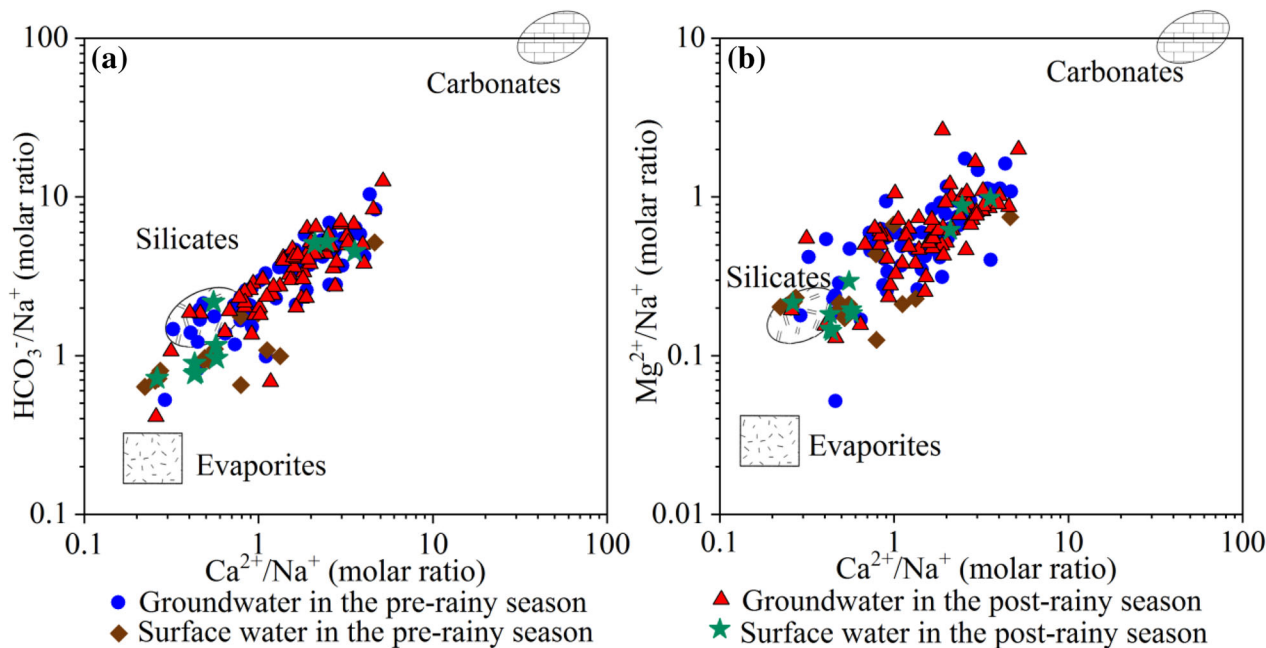 (a)
100
10
1
0.1
HCO₃⁻/Na⁺ (molar ratio)
Carbonates
Silicates
Evaporites
0.1 1 10 100
Ca²⁺/Na⁺ (molar ratio)
(b)
10
1
0.1
0.01
Mg²⁺/Na⁺ (molar ratio)
Carbonates
Silicates
Evaporites
0.1 1 10 100
Ca²⁺/Na⁺ (molar ratio)
Groundwater in the pre-rainy season
Surface water in the pre-rainy season
Groundwater in the post-rainy season
Surface water in the post-rainy season